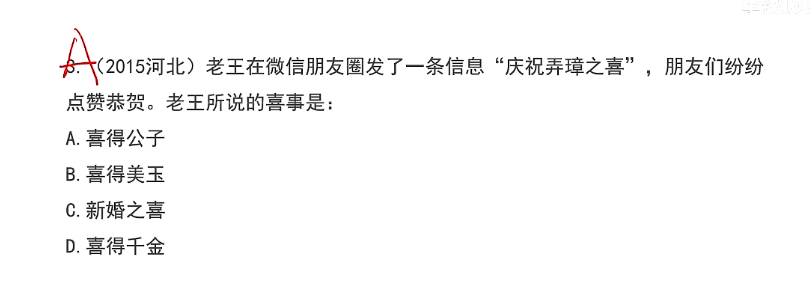 A
3.（2015河北）老王在微信朋友圈发了一条信息“庆祝弄璋之喜”，朋友们纷纷
点赞恭贺。老王所说的喜事是：
A.喜得公子
B.喜得美玉
C.新婚之喜
D.喜得千金